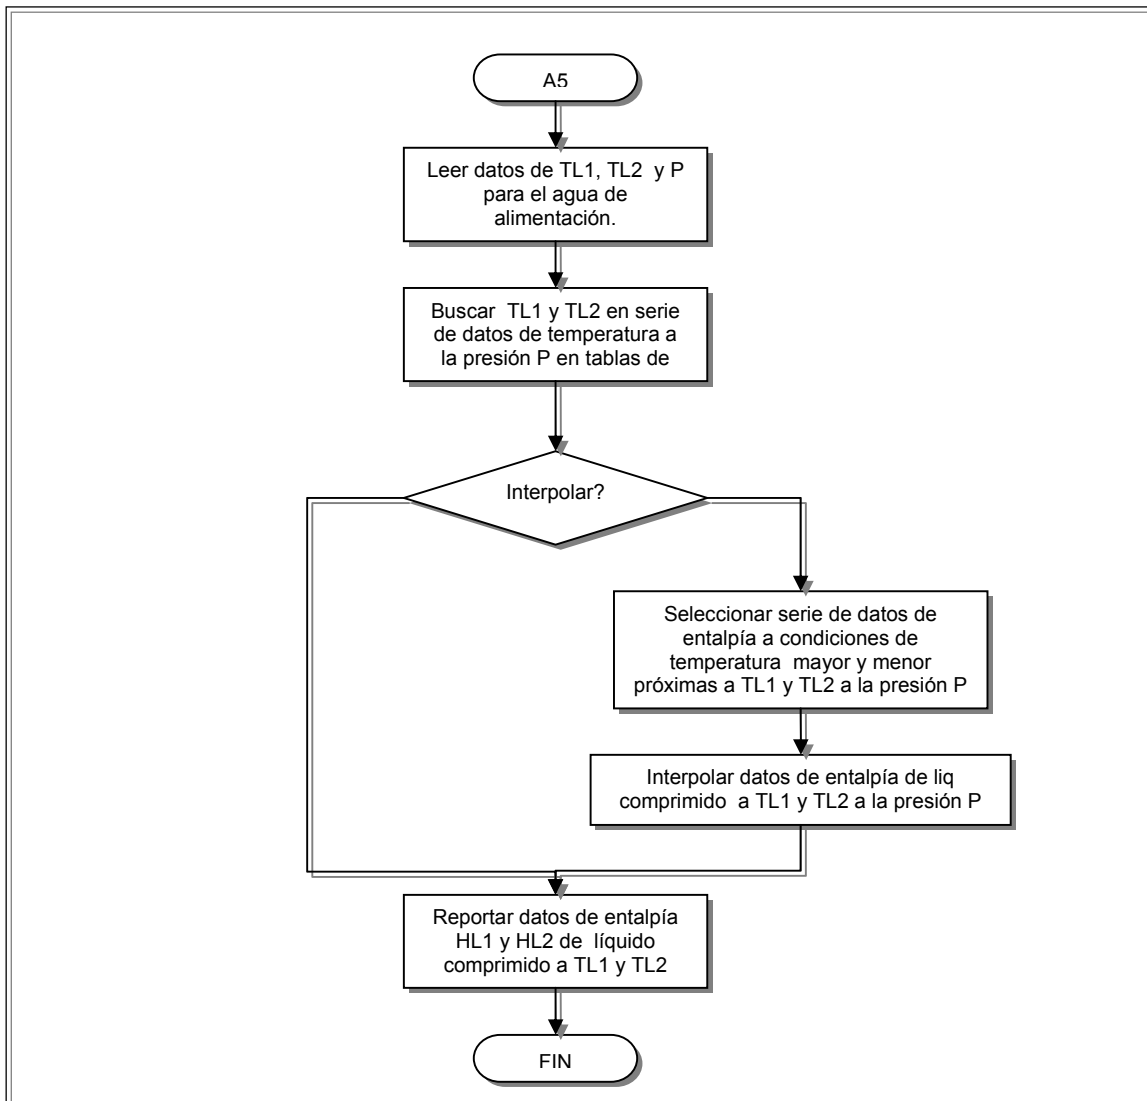 A5
Leer datos de TL1, TL2 y P
para el agua de
alimentación.
Buscar TL1 y TL2 en serie
de datos de temperatura a
la presión P en tablas de
Interpolar?
Seleccionar serie de datos de
entalpía a condiciones de
temperatura mayor y menor
próximas a TL1 y TL2 a la presión P
Interpolar datos de entalpía de liq
comprimido a TL1 y TL2 a la presión P
Reportar datos de entalpía
HL1 y HL2 de líquido
comprimido a TL1 y TL2
FIN